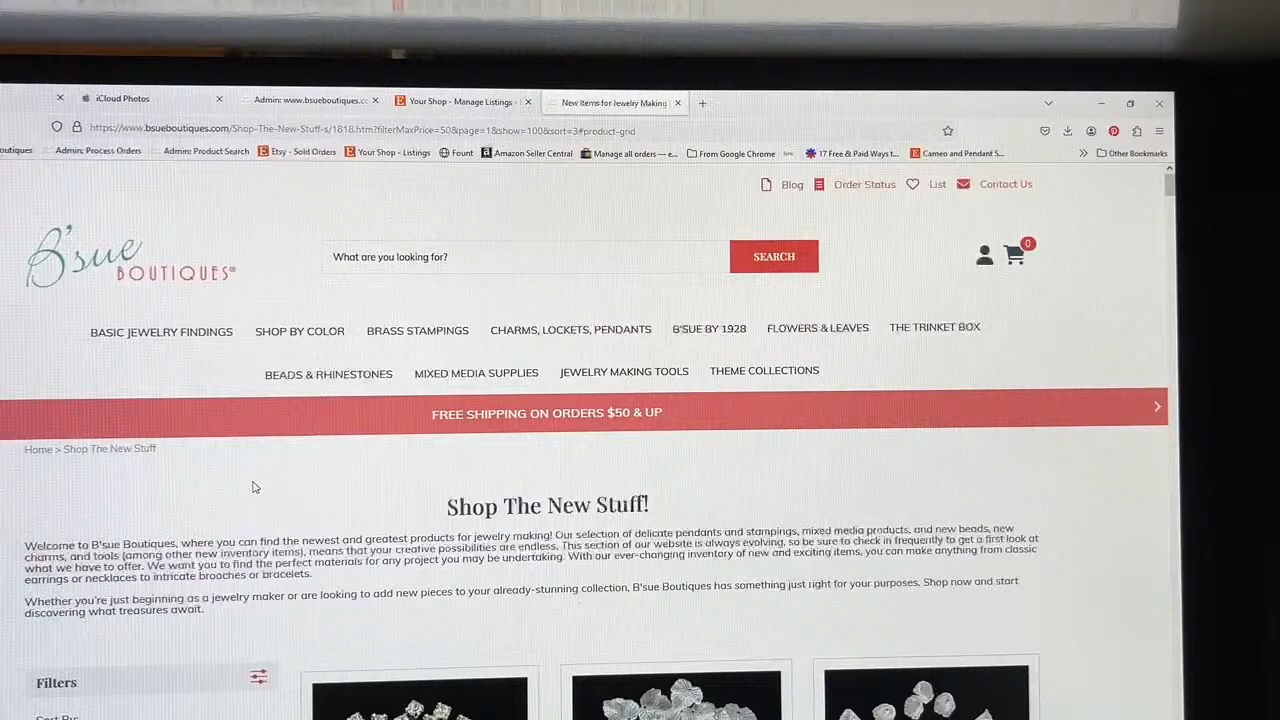 iCloud Photos
Admin: www.bsueboutiques.cc
Your Shop - Manage Listings -
New Items for Jewelry Making
https://www.bsueboutiques.com/Shop-The-New-Stuff-s/1818.htm?filterMaxPrice=50&page=1&show=100&sort=3#product-grid
outiques
Admin: Process Orders
Admin: Product Search
Etsy - Sold Orders
Your Shop - Listings
Fount
Amazon Seller Central
Manage all orders — e...
From Google Chrome
17 Free & Paid Ways t...
Cameo and Pendant S...
Other Bookmarks
Blog
Order Status
List
Contact Us
B'sue
BOUTIQUES®
What are you looking for?
SEARCH
0
BASIC JEWELRY FINDINGS SHOP BY COLOR BRASS STAMPINGS CHARMS, LOCKETS, PENDANTS B'SUE BY 1928 FLOWERS & LEAVES THE TRINKET BOX
BEADS & RHINESTONES MIXED MEDIA SUPPLIES JEWELRY MAKING TOOLS THEME COLLECTIONS
FREE SHIPPING ON ORDERS $50 & UP
Home > Shop The New Stuff
Shop The New Stuff!
Welcome to B'sue Boutiques, where you can find the newest and greatest products for jewelry making! Our selection of delicate pendants and stampings, mixed media products, and new beads, new
charms, and tools (among other new inventory items), means that your creative possibilities are endless. This section of our website is always evolving, so be sure to check in frequently to get a first look at
what we have to offer. We want you to find the perfect materials for any project you may be undertaking. With our ever-changing inventory of new and exciting items, you can make anything from classic
earrings or necklaces to intricate brooches or bracelets.
Whether you're just beginning as a jewelry maker or are looking to add new pieces to your already-stunning collection, B'sue Boutiques has something just right for your purposes. Shop now and start
discovering what treasures await.
Filters
Sort By: